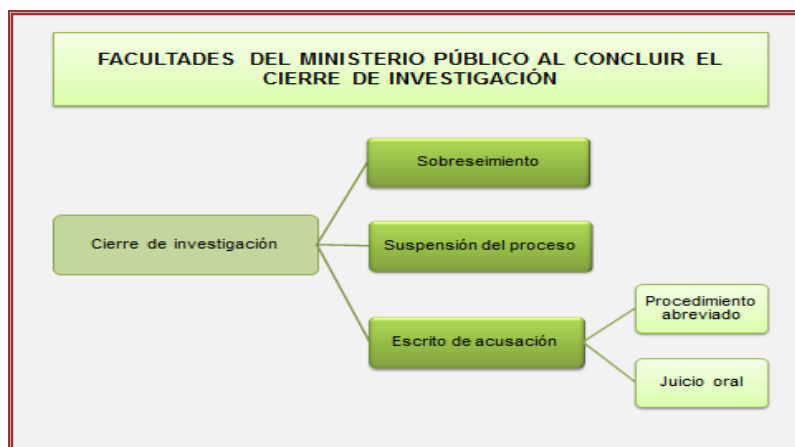 FACULTADES DEL MINISTERIO PÚBLICO AL CONCLUIR EL
CIERRE DE INVESTIGACIÓN
Sobreseimiento
Cierre de investigación
Suspensión del proceso
Escrito de acusación
Procedimiento
abreviado
Juicio oral